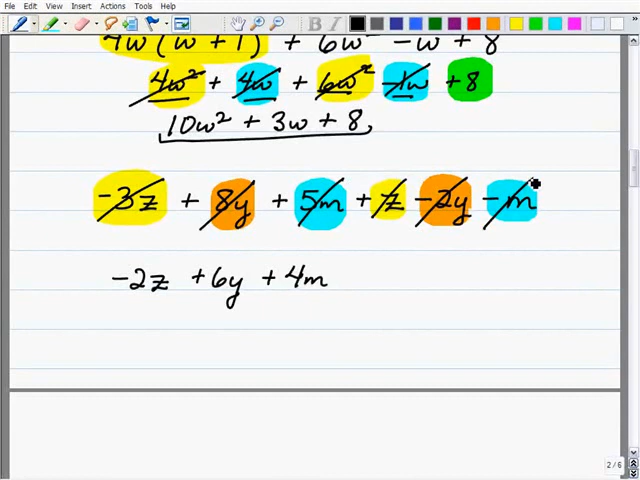 File Edit View Insert Actions Tools Help
4w (w + 1) + 6w² - w + 8
4w² + 4w + 6w² - 1w + 8
10w² + 3w + 8
-3z + 8y + 5m + z - 2y - m
-2z + 6y + 4m
2 / 6